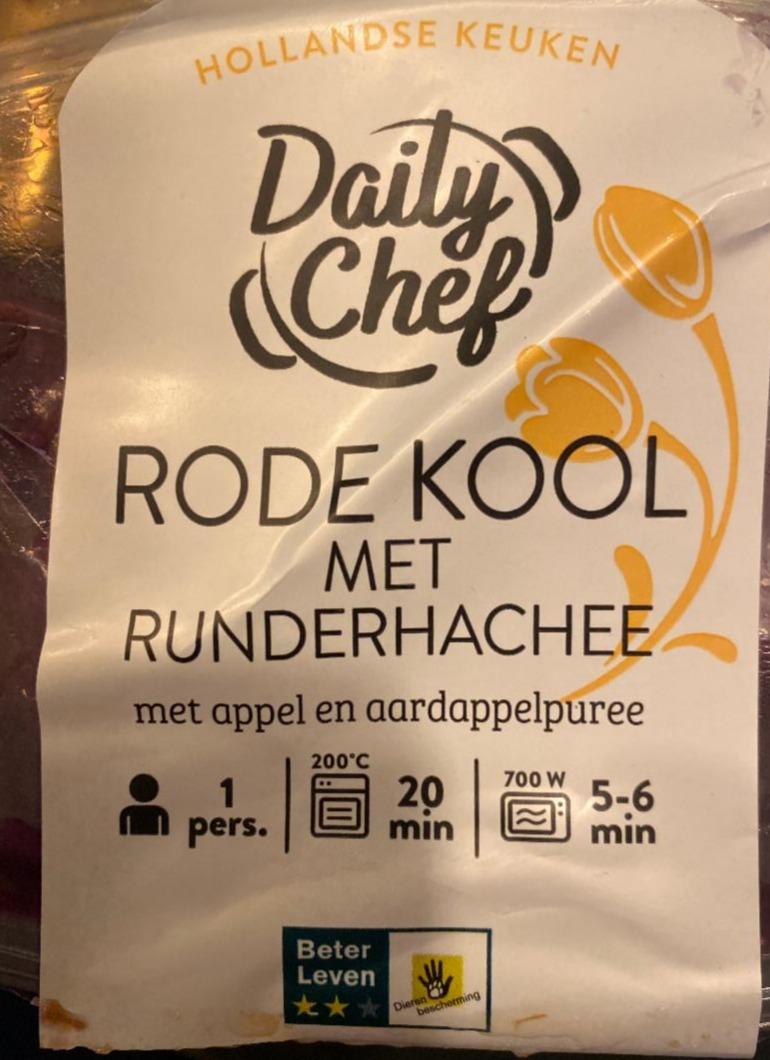 HOLLANDSE KEUKEN
Daily
Chef
RODE KOOL
MET
RUNDERHACHEE
met appel en aardappelpuree
1
pers.
200°C
20
min
700 W
5-6
min
Beter
Leven
Dieren
bescherming